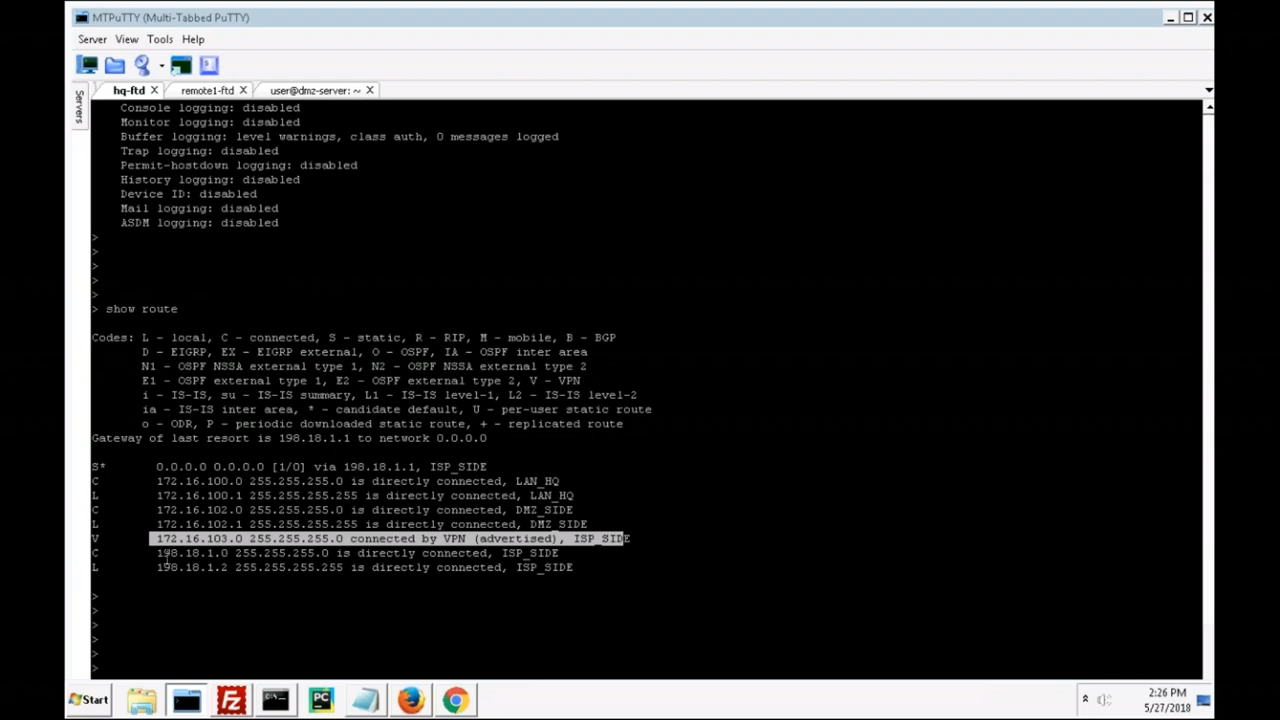 MTPuTTY (Multi-Tabbed PuTTY)
Server View Tools Help
Servers
hq-ftd remote1-ftd user@dmz-server: ~
Console logging: disabled
Monitor logging: disabled
Buffer logging: level warnings, class auth, 0 messages logged
Trap logging: disabled
Permit-hostdown logging: disabled
History logging: disabled
Device ID: disabled
Mail logging: disabled
ASDM logging: disabled
>
>
>
>
>
> show route
Codes: L - local, C - connected, S - static, R - RIP, M - mobile, B - BGP
D - EIGRP, EX - EIGRP external, O - OSPF, IA - OSPF inter area
N1 - OSPF NSSA external type 1, N2 - OSPF NSSA external type 2
E1 - OSPF external type 1, E2 - OSPF external type 2, V - VPN
i - IS-IS, su - IS-IS summary, L1 - IS-IS level-1, L2 - IS-IS level-2
ia - IS-IS inter area, * - candidate default, U - per-user static route
o - ODR, P - periodic downloaded static route, + - replicated route
Gateway of last resort is 198.18.1.1 to network 0.0.0.0
S* 0.0.0.0 0.0.0.0 [1/0] via 198.18.1.1, ISP_SIDE
C 172.16.100.0 255.255.255.0 is directly connected, LAN_HQ
L 172.16.100.1 255.255.255.255 is directly connected, LAN_HQ
C 172.16.102.0 255.255.255.0 is directly connected, DMZ_SIDE
L 172.16.102.1 255.255.255.255 is directly connected, DMZ_SIDE
V 172.16.103.0 255.255.255.0 connected by VPN (advertised), ISP_SIDE
C 198.18.1.0 255.255.255.0 is directly connected, ISP_SIDE
L 198.18.1.2 255.255.255.255 is directly connected, ISP_SIDE
>
>
>
>
>
>
Start
PC
2:26 PM
5/27/2018